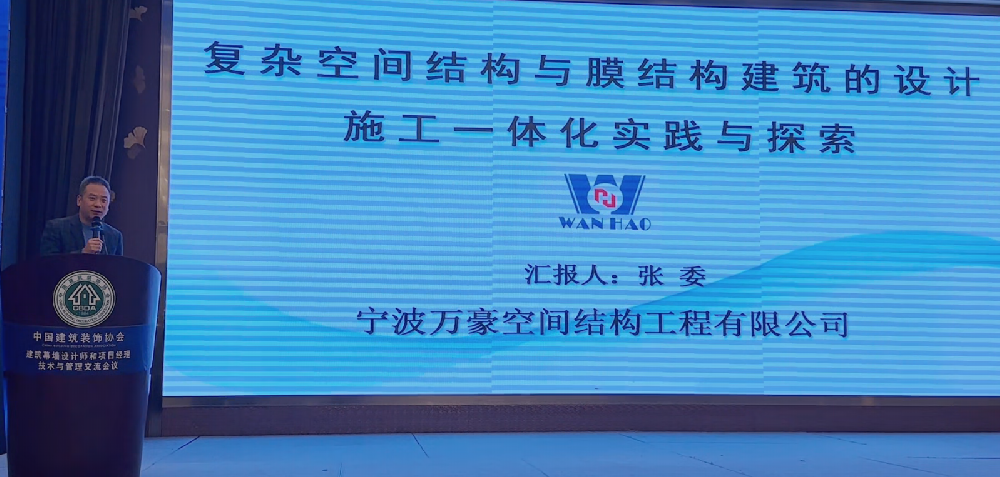 复杂空间结构与膜结构建筑的设计
施工一体化实践与探索
WAN HAO
汇报人：张 委
宁波万豪空间结构工程有限公司
CBDA
中国建筑装饰协会
建筑幕墙设计师和项目经理
技术与管理交流会议